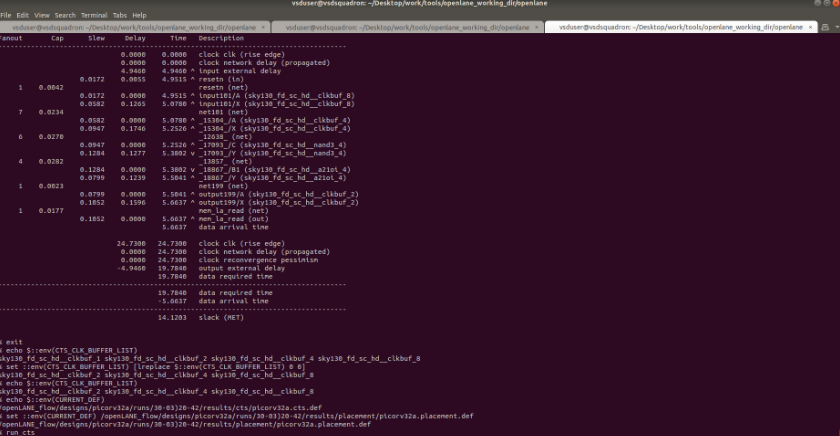 vsduser@vsdsquadron: ~/Desktop/work/tools/openlane_working_dir/openlane
File Edit View Search Terminal Tabs Help
vsduser@vsdsquadron: ~/Desktop/work/tools/openlane_working_dir/openlane × vsduser@vsdsquadron: ~/Desktop/work/tools/openlane_working_dir/openlane × vsduser@vsdsquadron: ~/Desktop/work/tools/openlane_working_dir/openlane ×
Fanout Cap Slew Delay Time Description
-----------------------------------------------------------------------------
0.0000 0.0000 clock clk (rise edge)
0.0000 0.0000 clock network delay (propagated)
4.9460 4.9460 ^ input external delay
0.0172 0.0055 4.9515 ^ resetn (in)
1 0.0042 resetn (net)
0.0172 0.0000 4.9515 ^ input101/A (sky130_fd_sc_hd__clkbuf_8)
0.0582 0.1265 5.0780 ^ input101/X (sky130_fd_sc_hd__clkbuf_8)
7 0.0234 net101 (net)
0.0582 0.0000 5.0780 ^ _15304_/A (sky130_fd_sc_hd__clkbuf_4)
0.0947 0.1746 5.2526 ^ _15304_/X (sky130_fd_sc_hd__clkbuf_4)
6 0.0270 _12638_ (net)
0.0947 0.0000 5.2526 ^ _17093_/C (sky130_fd_sc_hd__nand3_4)
0.1284 0.1277 5.3802 v _17093_/Y (sky130_fd_sc_hd__nand3_4)
4 0.0282 _13857_ (net)
0.1284 0.0000 5.3802 v _18867_/B1 (sky130_fd_sc_hd__a21oi_4)
0.0799 0.1239 5.5041 ^ _18867_/Y (sky130_fd_sc_hd__a21oi_4)
1 0.0023 net199 (net)
0.0799 0.0000 5.5041 ^ output199/A (sky130_fd_sc_hd__clkbuf_2)
0.1052 0.1596 5.6637 ^ output199/X (sky130_fd_sc_hd__clkbuf_2)
1 0.0177 mem_la_read (net)
0.1052 0.0000 5.6637 ^ mem_la_read (out)
5.6637 data arrival time
24.7300 24.7300 clock clk (rise edge)
0.0000 24.7300 clock network delay (propagated)
0.0000 24.7300 clock reconvergence pessimism
-4.9460 19.7840 output external delay
19.7840 data required time
-----------------------------------------------------------------------------
19.7840 data required time
-5.6637 data arrival time
-----------------------------------------------------------------------------
14.1203 slack (MET)
% exit
% echo $::env(CTS_CLK_BUFFER_LIST)
sky130_fd_sc_hd__clkbuf_1 sky130_fd_sc_hd__clkbuf_2 sky130_fd_sc_hd__clkbuf_4 sky130_fd_sc_hd__clkbuf_8
% set ::env(CTS_CLK_BUFFER_LIST) [lreplace $::env(CTS_CLK_BUFFER_LIST) 0 0]
sky130_fd_sc_hd__clkbuf_2 sky130_fd_sc_hd__clkbuf_4 sky130_fd_sc_hd__clkbuf_8
% echo $::env(CTS_CLK_BUFFER_LIST)
sky130_fd_sc_hd__clkbuf_2 sky130_fd_sc_hd__clkbuf_4 sky130_fd_sc_hd__clkbuf_8
% echo $::env(CURRENT_DEF)
/openLANE_flow/designs/picorv32a/runs/30-03)20-42/results/cts/picorv32a.cts.def
% set ::env(CURRENT_DEF) /openLANE_flow/designs/picorv32a/runs/30-03)20-42/results/placement/picorv32a.placement.def
/openLANE_flow/designs/picorv32a/runs/30-03)20-42/results/placement/picorv32a.placement.def
% run_cts